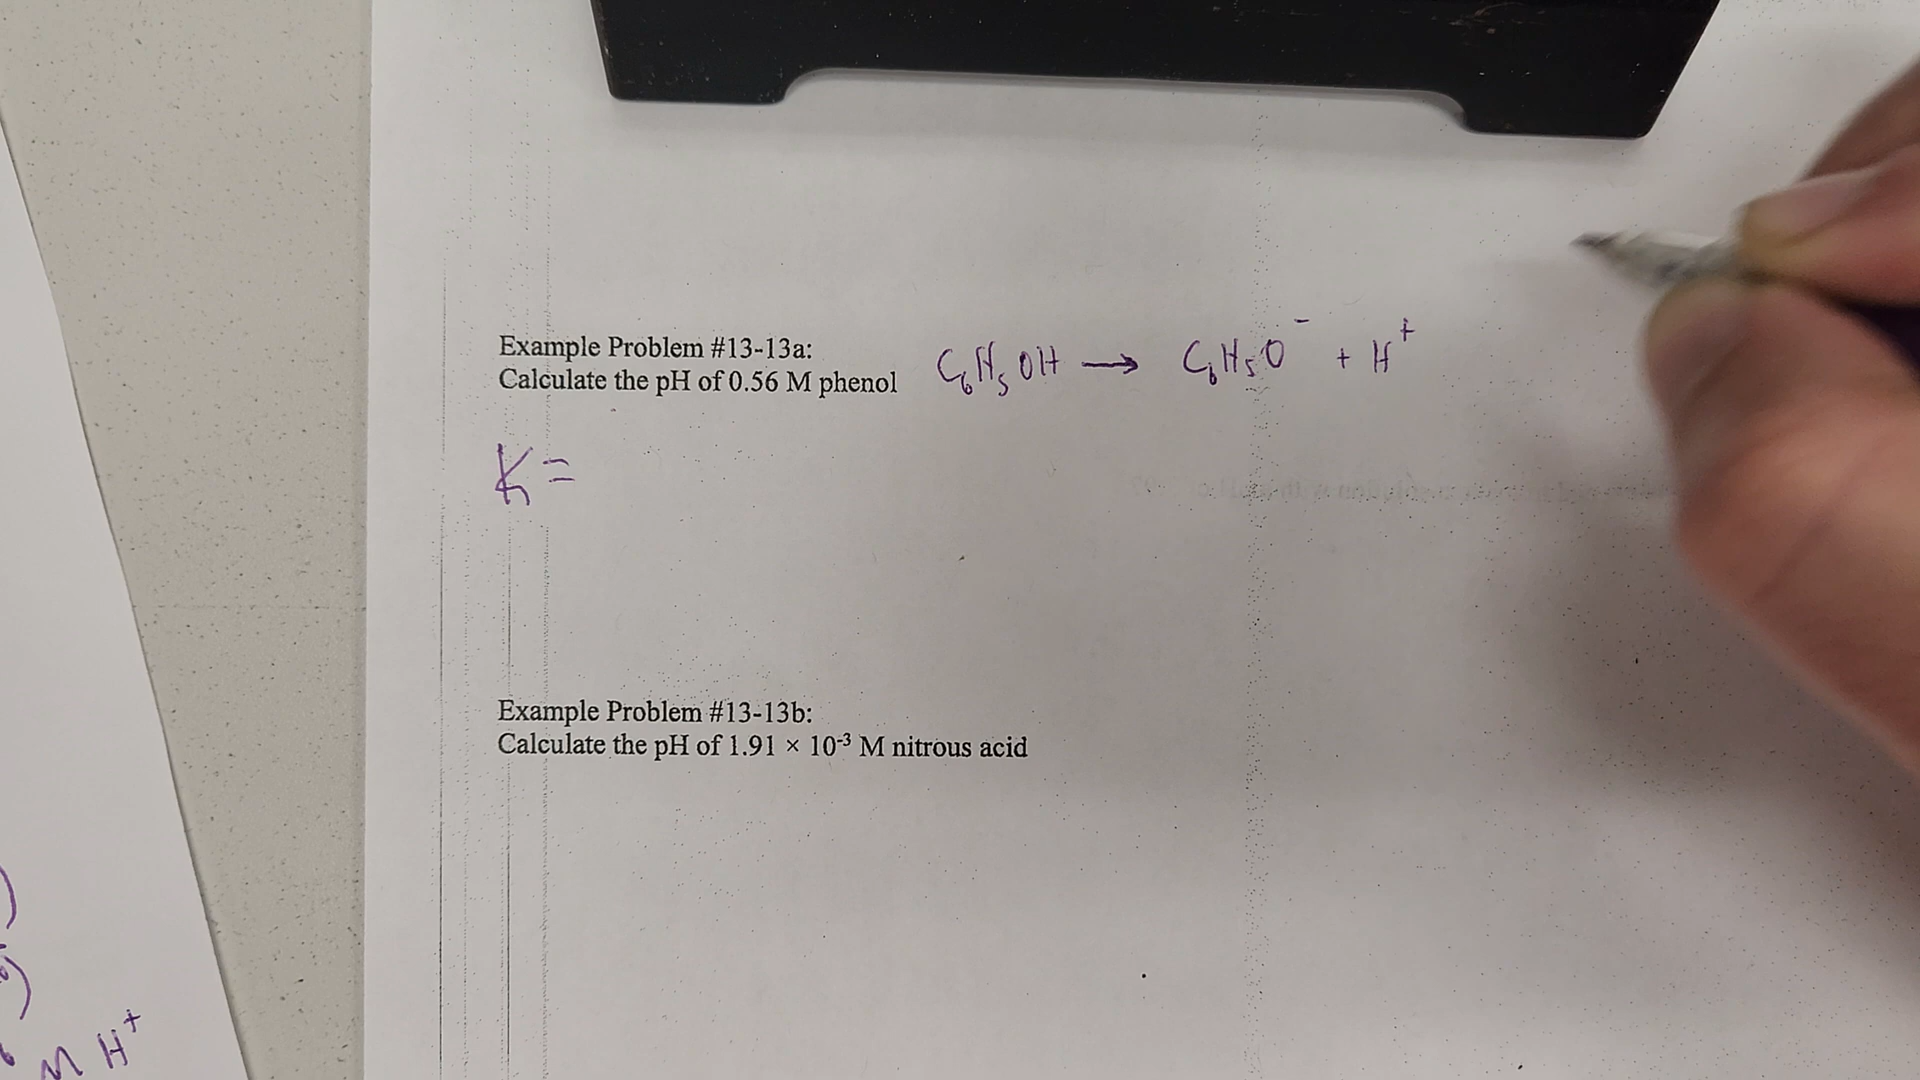 Example Problem #13-13a:
Calculate the pH of 0.56 M phenol C₆H₅OH → C₆H₅O⁻ + H⁺
K =
Example Problem #13-13b:
Calculate the pH of 1.91 × 10⁻³ M nitrous acid
M H⁺